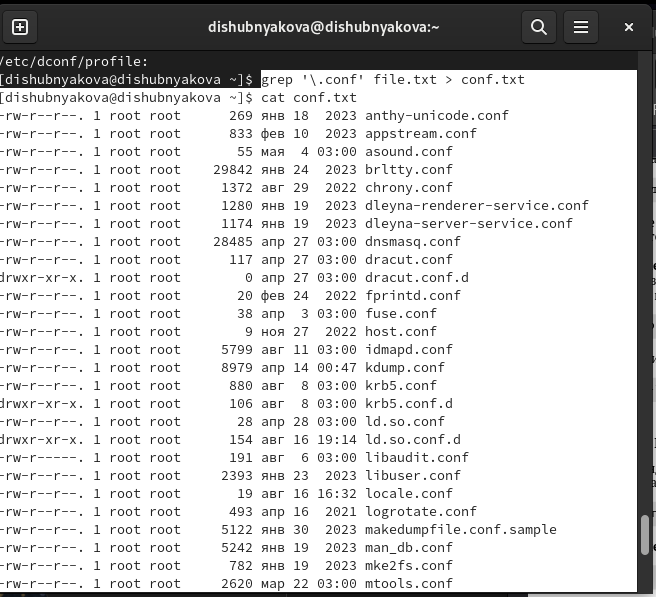 dishubnyakova@dishubnyakova:~
/etc/dconf/profile:
[dishubnyakova@dishubnyakova ~]$ grep '\.conf' file.txt > conf.txt
[dishubnyakova@dishubnyakova ~]$ cat conf.txt
-rw-r--r--. 1 root root 269 янв 18 2023 anthy-unicode.conf
-rw-r--r--. 1 root root 833 фев 10 2023 appstream.conf
-rw-r--r--. 1 root root 55 мая 4 03:00 asound.conf
-rw-r--r--. 1 root root 29842 янв 24 2023 brltty.conf
-rw-r--r--. 1 root root 1372 авг 29 2022 chrony.conf
-rw-r--r--. 1 root root 1280 янв 19 2023 dleyna-renderer-service.conf
-rw-r--r--. 1 root root 1174 янв 19 2023 dleyna-server-service.conf
-rw-r--r--. 1 root root 28485 апр 27 03:00 dnsmasq.conf
-rw-r--r--. 1 root root 117 апр 27 03:00 dracut.conf
drwxr-xr-x. 1 root root 0 апр 27 03:00 dracut.conf.d
-rw-r--r--. 1 root root 20 фев 24 2022 fprintd.conf
-rw-r--r--. 1 root root 38 апр 3 03:00 fuse.conf
-rw-r--r--. 1 root root 9 ноя 27 2022 host.conf
-rw-r--r--. 1 root root 5799 авг 11 03:00 idmapd.conf
-rw-r--r--. 1 root root 8979 апр 14 00:47 kdump.conf
-rw-r--r--. 1 root root 880 авг 8 03:00 krb5.conf
drwxr-xr-x. 1 root root 106 авг 8 03:00 krb5.conf.d
-rw-r--r--. 1 root root 28 апр 28 03:00 ld.so.conf
drwxr-xr-x. 1 root root 154 авг 16 19:14 ld.so.conf.d
-rw-r-----. 1 root root 191 авг 6 03:00 libaudit.conf
-rw-r--r--. 1 root root 2393 янв 23 2023 libuser.conf
-rw-r--r--. 1 root root 19 авг 16 16:32 locale.conf
-rw-r--r--. 1 root root 493 апр 16 2021 logrotate.conf
-rw-r--r--. 1 root root 5122 янв 30 2023 makedumpfile.conf.sample
-rw-r--r--. 1 root root 5242 янв 19 2023 man_db.conf
-rw-r--r--. 1 root root 782 янв 19 2023 mke2fs.conf
-rw-r--r--. 1 root root 2620 мар 22 03:00 mtools.conf